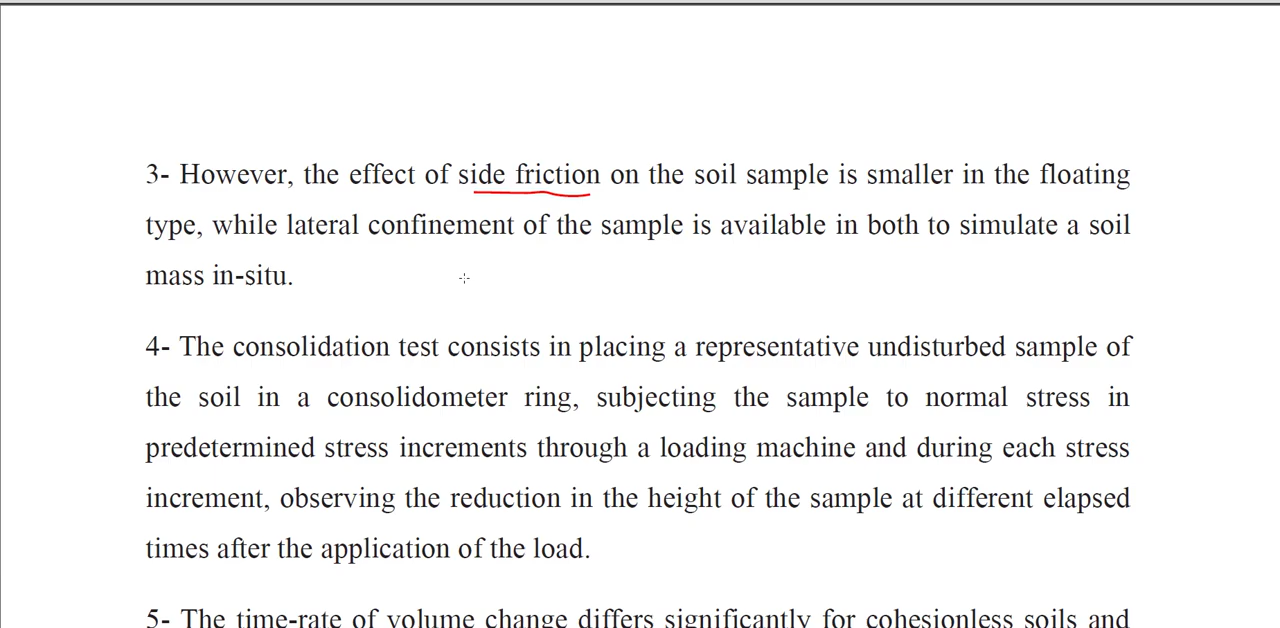 3- However, the effect of side friction on the soil sample is smaller in the floating
type, while lateral confinement of the sample is available in both to simulate a soil
mass in-situ.
4- The consolidation test consists in placing a representative undisturbed sample of
the soil in a consolidometer ring, subjecting the sample to normal stress in
predetermined stress increments through a loading machine and during each stress
increment, observing the reduction in the height of the sample at different elapsed
times after the application of the load.
5- The time-rate of volume change differs significantly for cohesionless soils and